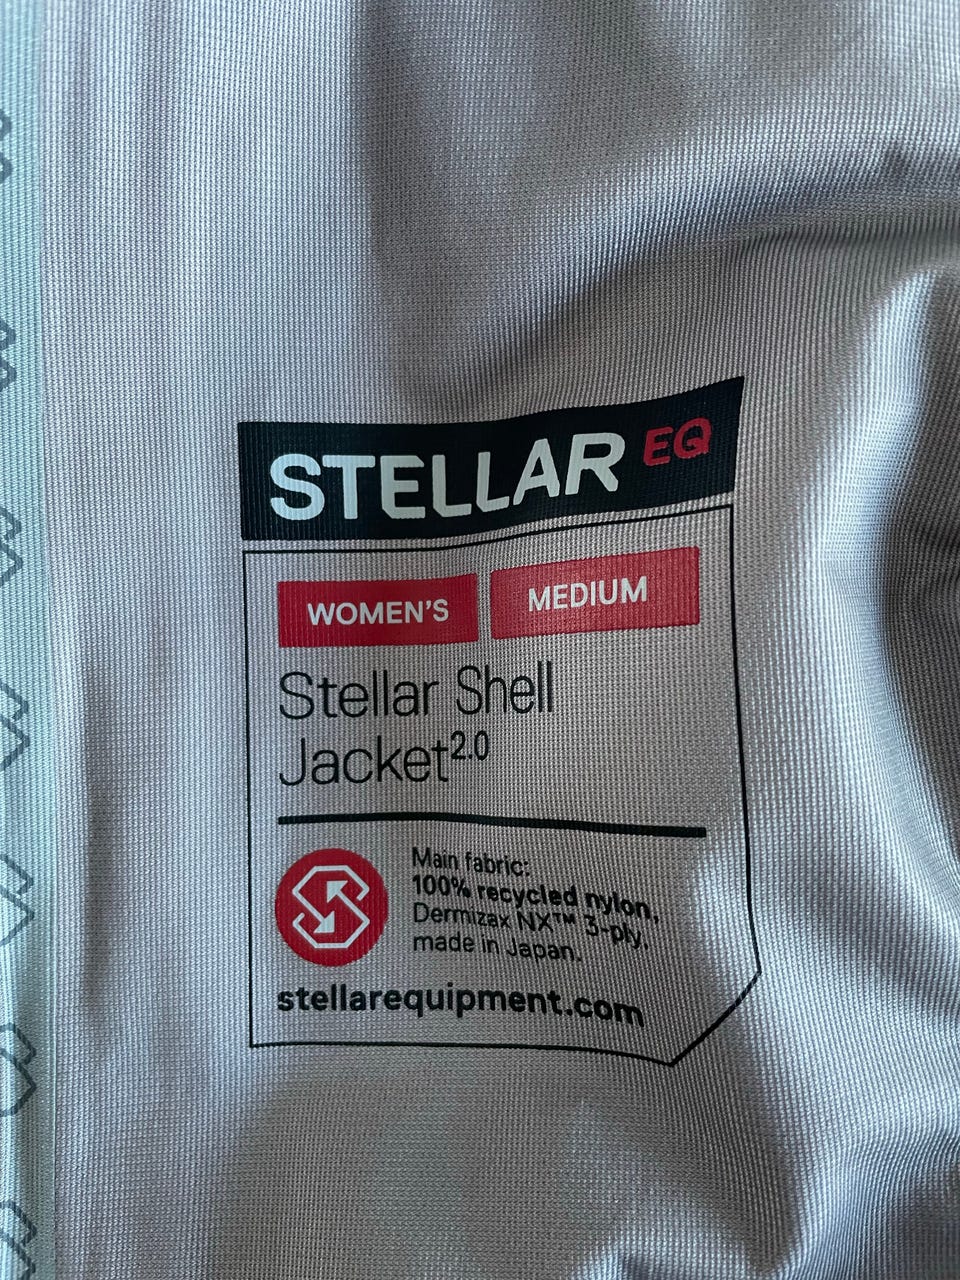 STELLAR EQ
WOMEN'S MEDIUM
Stellar Shell
Jacket2.0
Main fabric:
100% recycled nylon,
Dermizax NX™ 3-ply,
made in Japan.
stellarequipment.com